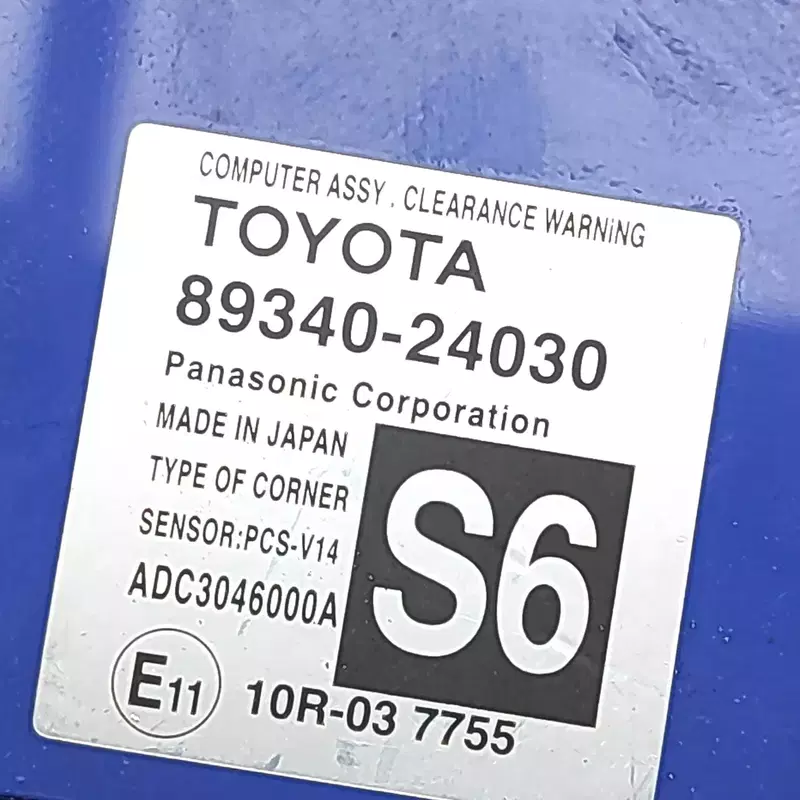 COMPUTER ASSY , CLEARANCE WARNiNG
TOYOTA
89340-24030
Panasonic Corporation
MADE IN JAPAN
TYPE OF CORNER
SENSOR:PCS-V14
ADC3046000A
S6
E11 10R-03 7755